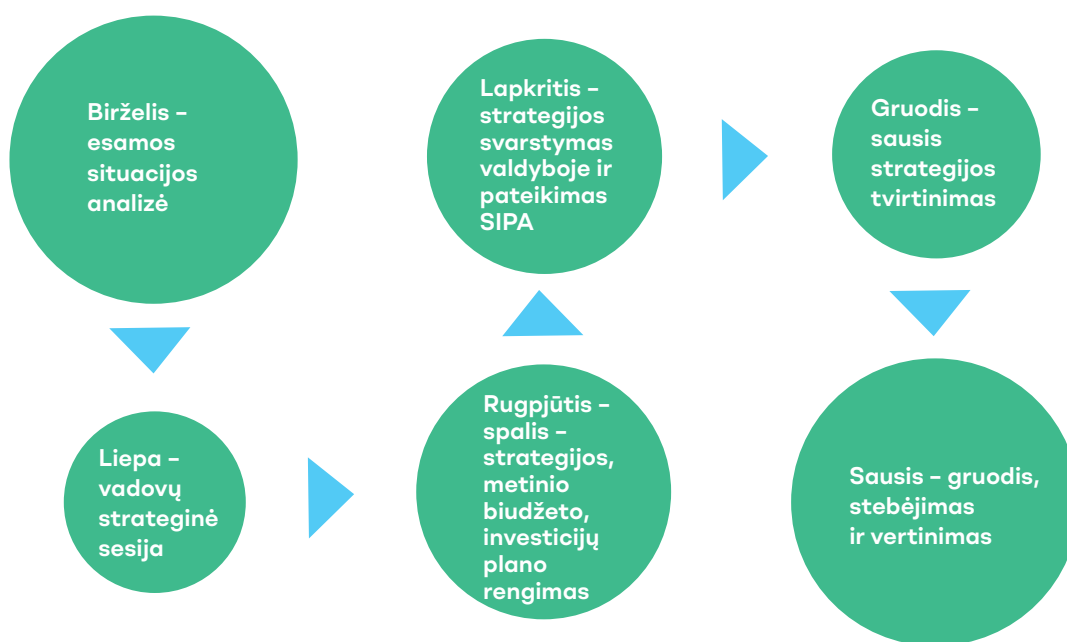 Birželis –
esamos
situacijos
analizė
Liepa –
vadovų
strateginė
sesija
Rugpjūtis –
spalis –
strategijos,
metinio
biudžeto,
investicijų
plano
rengimas
Lapkritis –
strategijos
svarstymas
valdyboje ir
pateikimas
SIPA
Gruodis –
sausis
strategijos
tvirtinimas
Sausis – gruodis,
stebėjimas
ir vertinimas